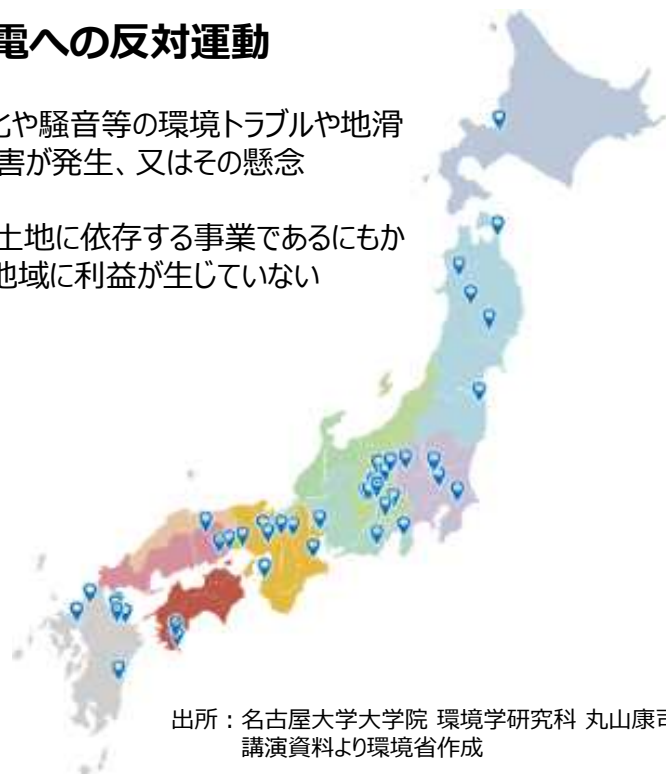 電への反対運動
化や騒音等の環境トラブルや地滑
害が発生、又はその懸念
土地に依存する事業であるにもか
地域に利益が生じていない
出所：名古屋大学大学院 環境学研究科 丸山康司
講演資料より環境省作成